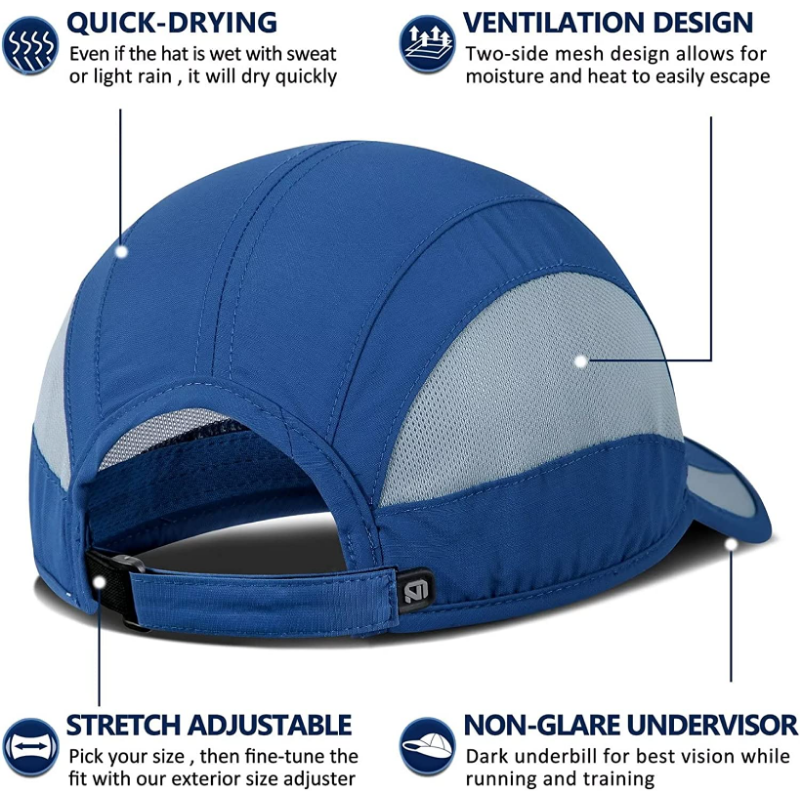 QUICK-DRYING
Even if the hat is wet with sweat
or light rain , it will dry quickly
VENTILATION DESIGN
Two-side mesh design allows for
moisture and heat to easily escape
STRETCH ADJUSTABLE
Pick your size , then fine-tune the
fit with our exterior size adjuster
NON-GLARE UNDERVISOR
Dark underbill for best vision while
running and training